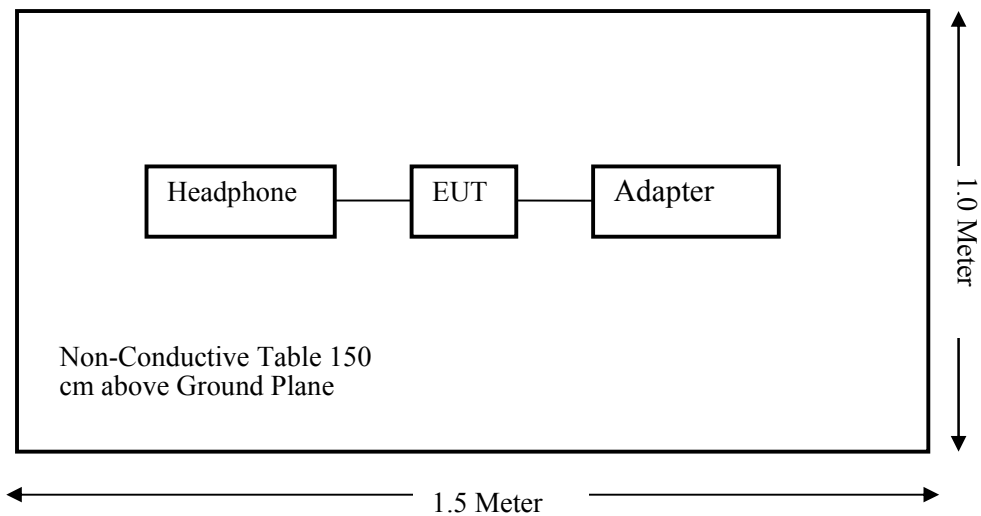 Headphone
EUT
Adapter
1.0 Meter
Non-Conductive Table 150
cm above Ground Plane
1.5 Meter